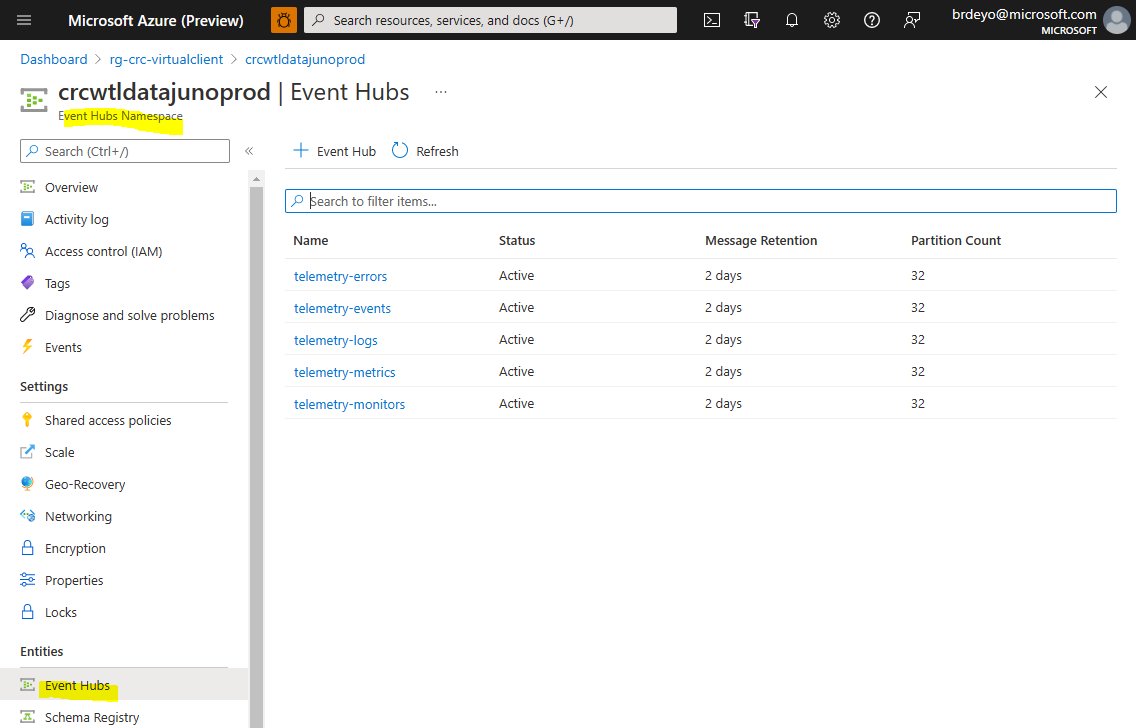 Microsoft Azure (Preview)
Search resources, services, and docs (G+/)
brdeyo@microsoft.com
MICROSOFT
Dashboard > rg-crc-virtualclient > crcwtldatajunoprod
crcwtldatajunoprod | Event Hubs ...
Event Hubs Namespace
Search (Ctrl+/)
«
Overview
Activity log
Access control (IAM)
Tags
Diagnose and solve problems
Events
Settings
Shared access policies
Scale
Geo-Recovery
Networking
Encryption
Properties
Locks
Entities
Event Hubs
Schema Registry
+ Event Hub Refresh
Search to filter items...
Name Status Message Retention Partition Count
telemetry-errors Active 2 days 32
telemetry-events Active 2 days 32
telemetry-logs Active 2 days 32
telemetry-metrics Active 2 days 32
telemetry-monitors Active 2 days 32